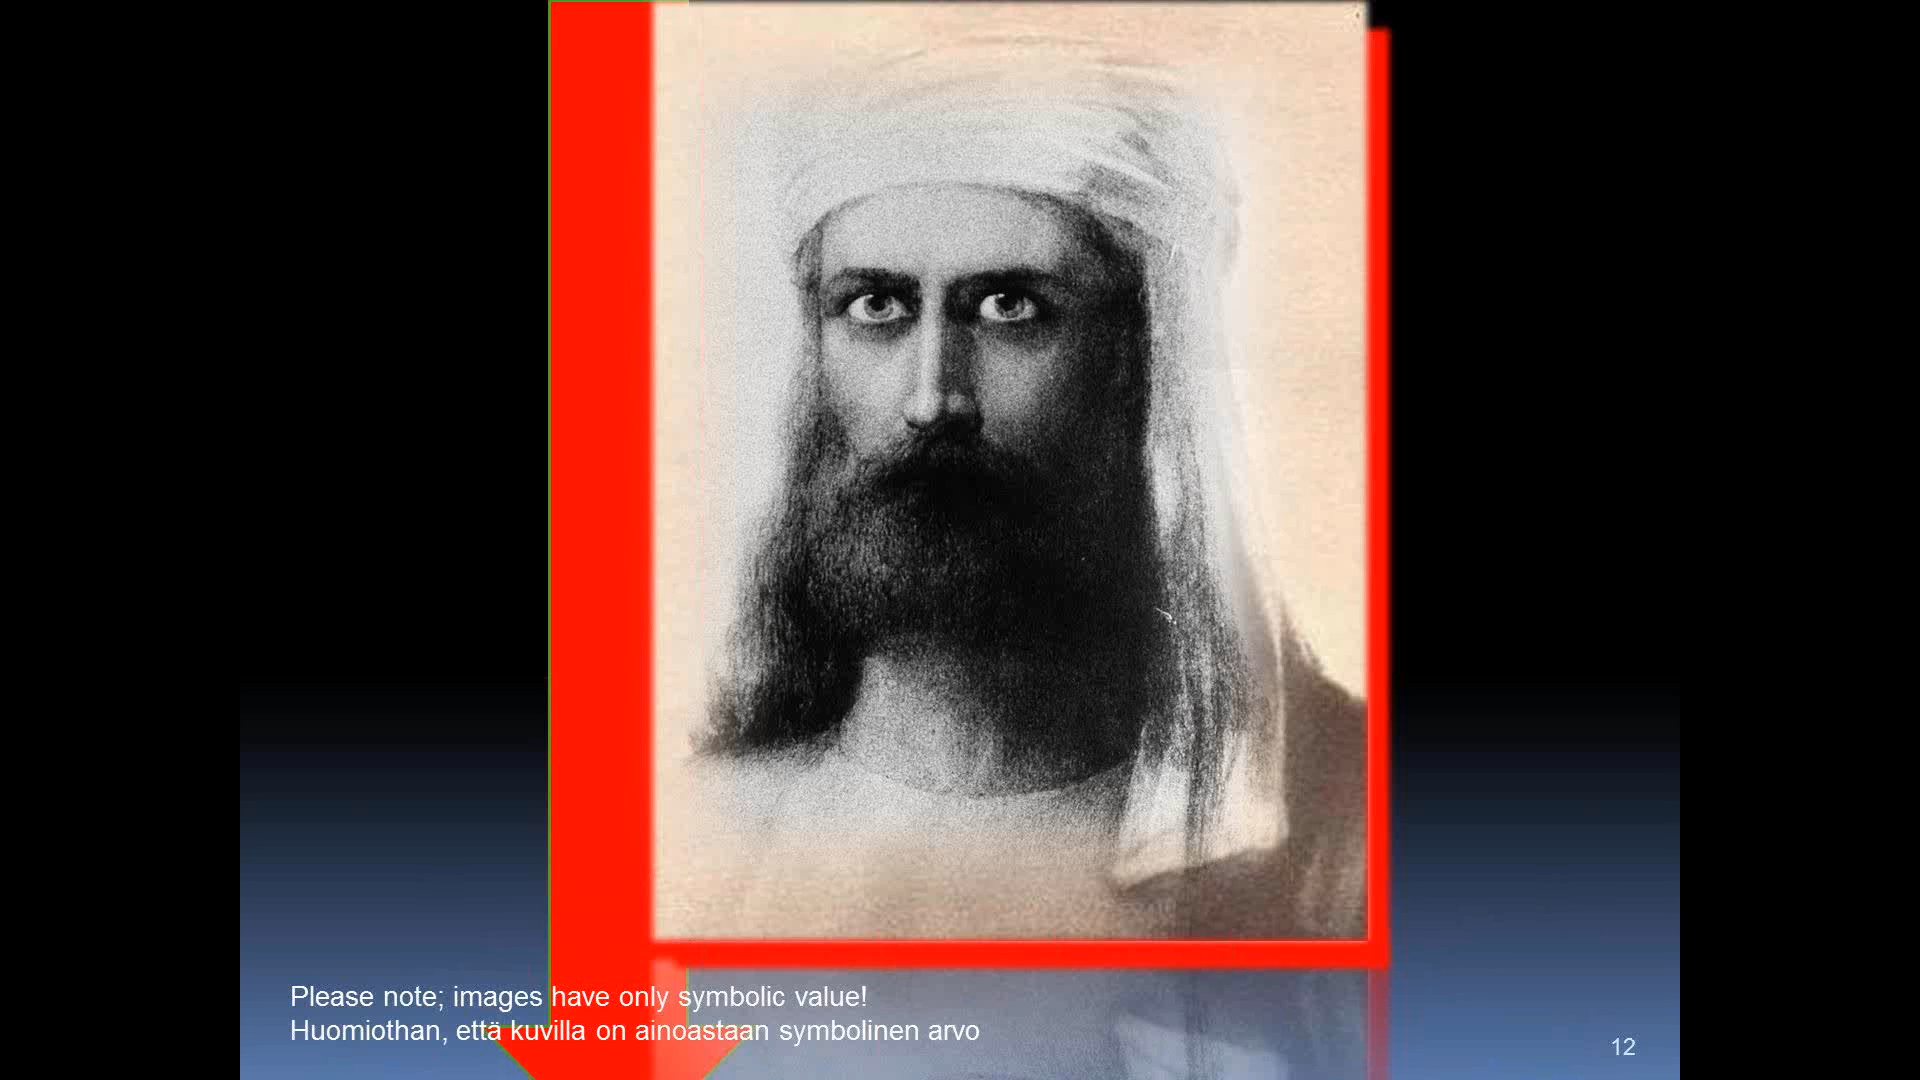 Please note; images have only symbolic value!
Huomiothan, että kuvilla on ainoastaan symbolinen arvo
12